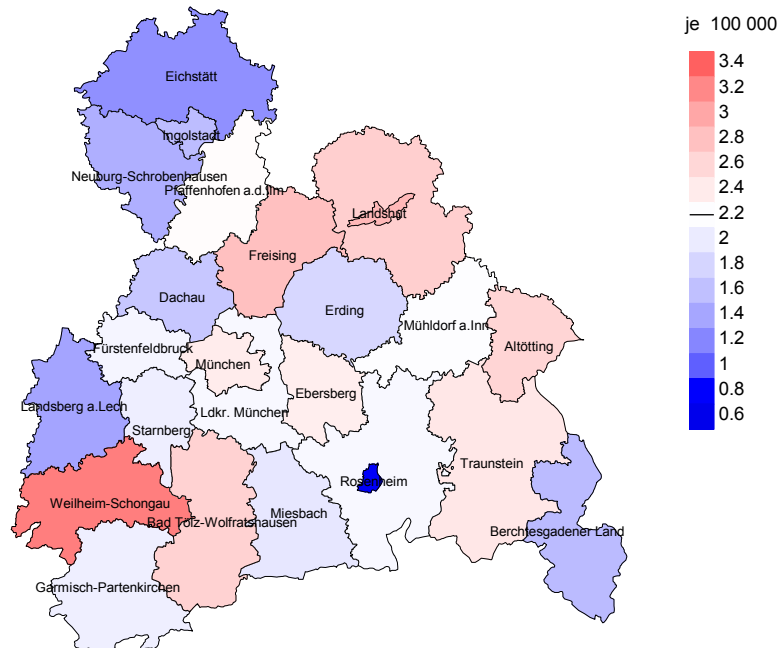 je 100 000
3.4
3.2
3
2.8
2.6
2.4
2.2
2
1.8
1.6
1.4
1.2
1
0.8
0.6
Eichstätt
Ingolstadt
Neuburg-Schrobenhausen
Pfaffenhofen a.d.Ilm
Landshut
Freising
Dachau
Erding
Mühldorf a.Inn
Altötting
Fürstenfeldbruck
München
Ebersberg
Landsberg a.Lech
Ldkr. München
Starnberg
Traunstein
Rosenheim
Weilheim-Schongau
Bad Tölz-Wolfratshausen
Miesbach
Berchtesgadener Land
Garmisch-Partenkirchen